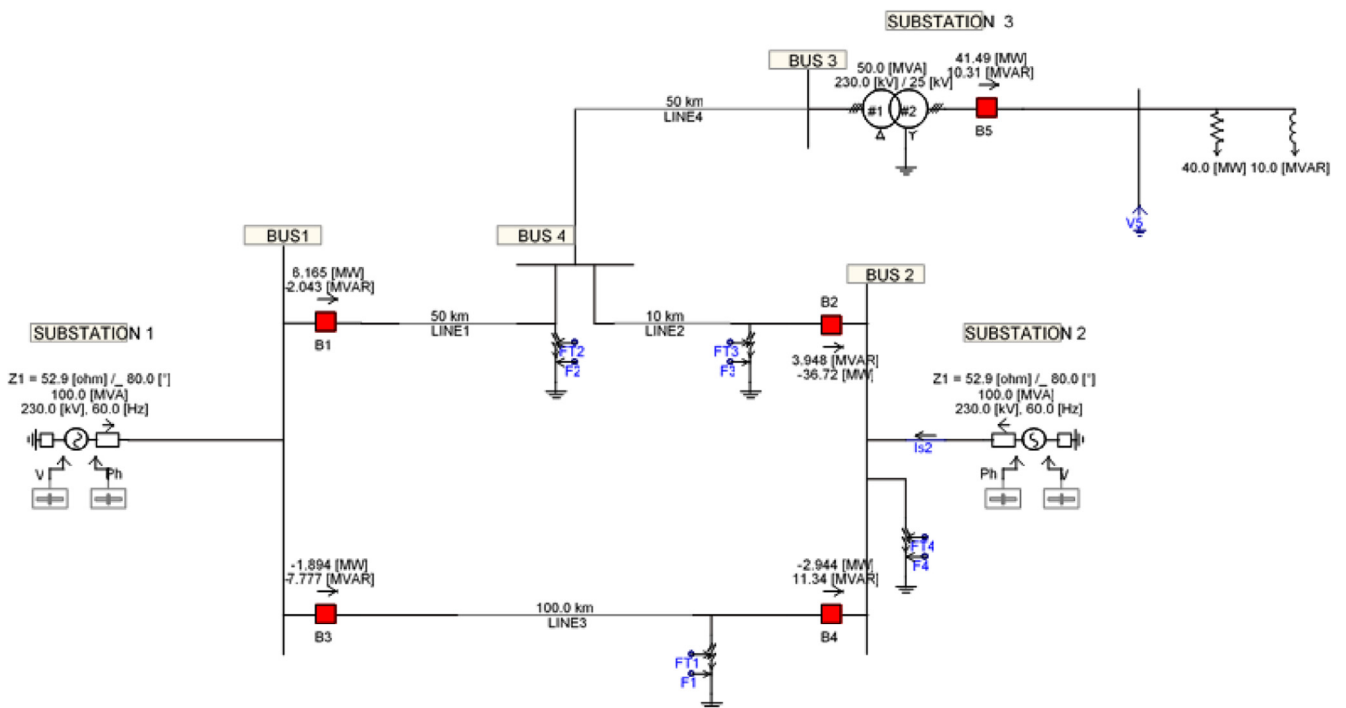 SUBSTATION 3
BUS 3
50.0 [MVA]
230.0 [kV] / 25 [kV]
41.49 [MW]
10.31 [MVAR]
50 km
LINE4
#1
#2
B5
40.0 [MW] 10.0 [MVAR]
V5
BUS1
BUS 4
BUS 2
6.165 [MW]
-2.043 [MVAR]
B1
50 km
LINE1
10 km
LINE2
B2
3.948 [MVAR]
-36.72 [MW]
FT2
F2
FT3
F3
SUBSTATION 1
Z1 = 52.9 [ohm] /_ 80.0 [°]
100.0 [MVA]
230.0 [kV], 60.0 [Hz]
V
Ph
SUBSTATION 2
Z1 = 52.9 [ohm] /_ 80.0 [°]
100.0 [MVA]
230.0 [kV], 60.0 [Hz]
Is2
Ph
V
FT4
F4
-1.894 [MW]
-7.777 [MVAR]
B3
100.0 km
LINE3
-2.944 [MW]
11.34 [MVAR]
B4
FT1
F1